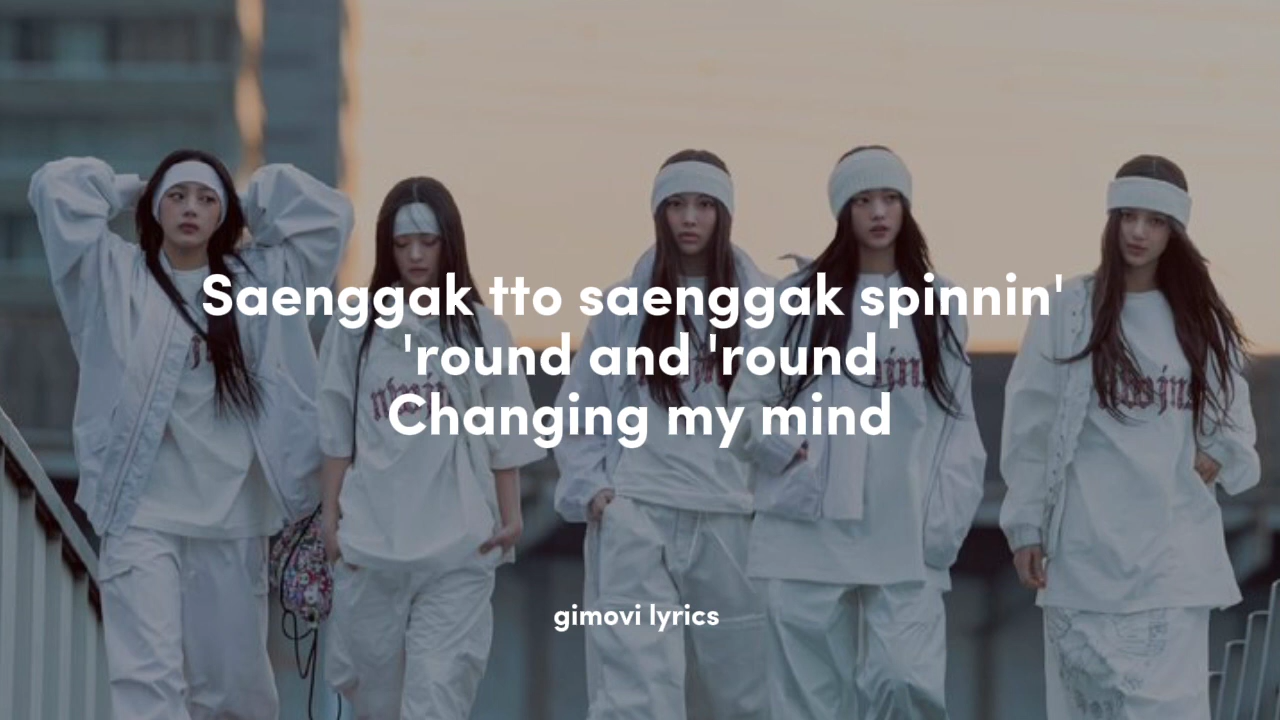 Saenggak tto saenggak spinnin'
'round and 'round
Changing my mind
gimovi lyrics